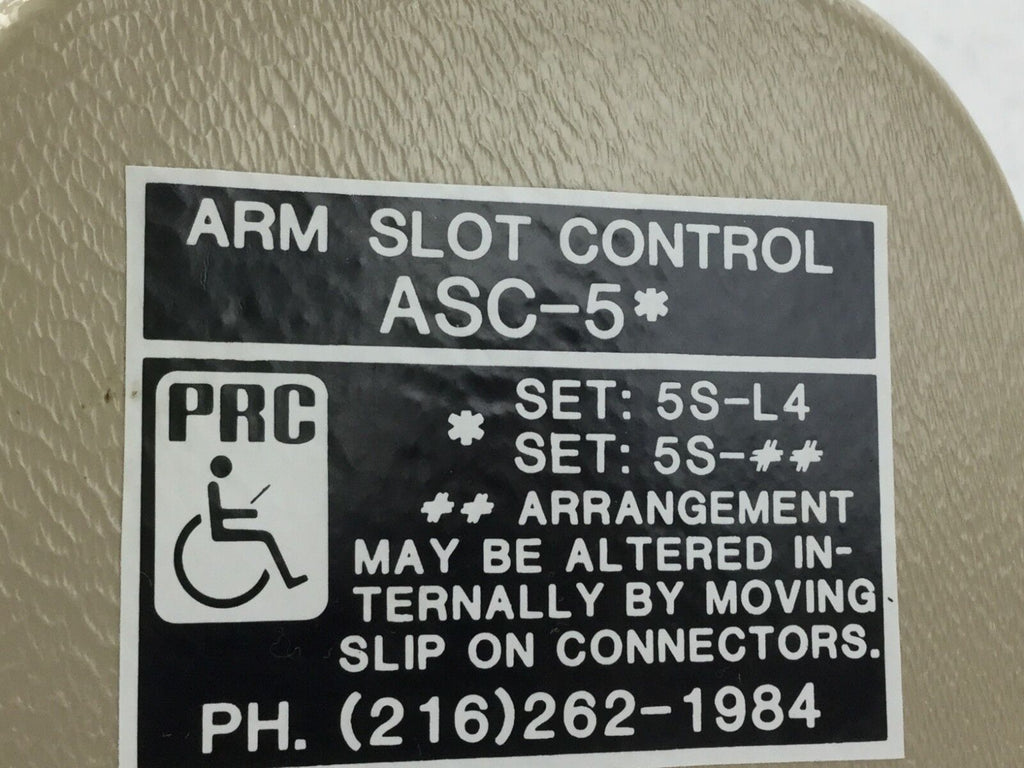 ARM SLOT CONTROL
ASC-5*
PRC
* SET: 5S-L4
SET: 5S-##
## ARRANGEMENT
MAY BE ALTERED IN-
TERNALLY BY MOVING
SLIP ON CONNECTORS.
PH. (216)262-1984